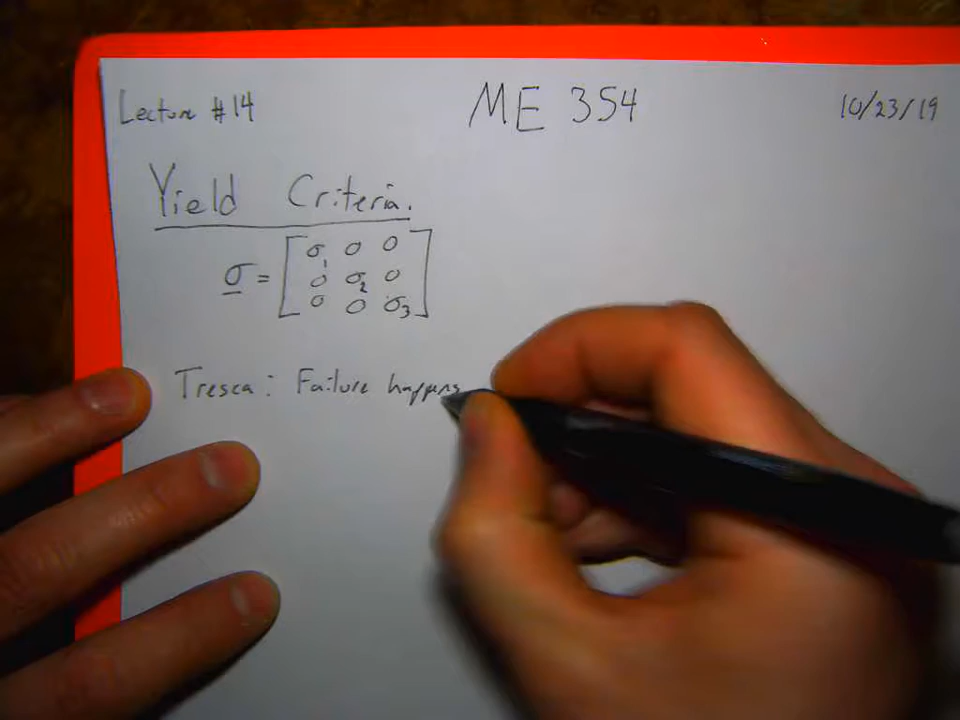 Lecture #14 ME 354 10/23/19
Yield Criteria.
σ = [σ1 0 0
0 σ2 0
0 0 σ3]
Tresca: Failure happens